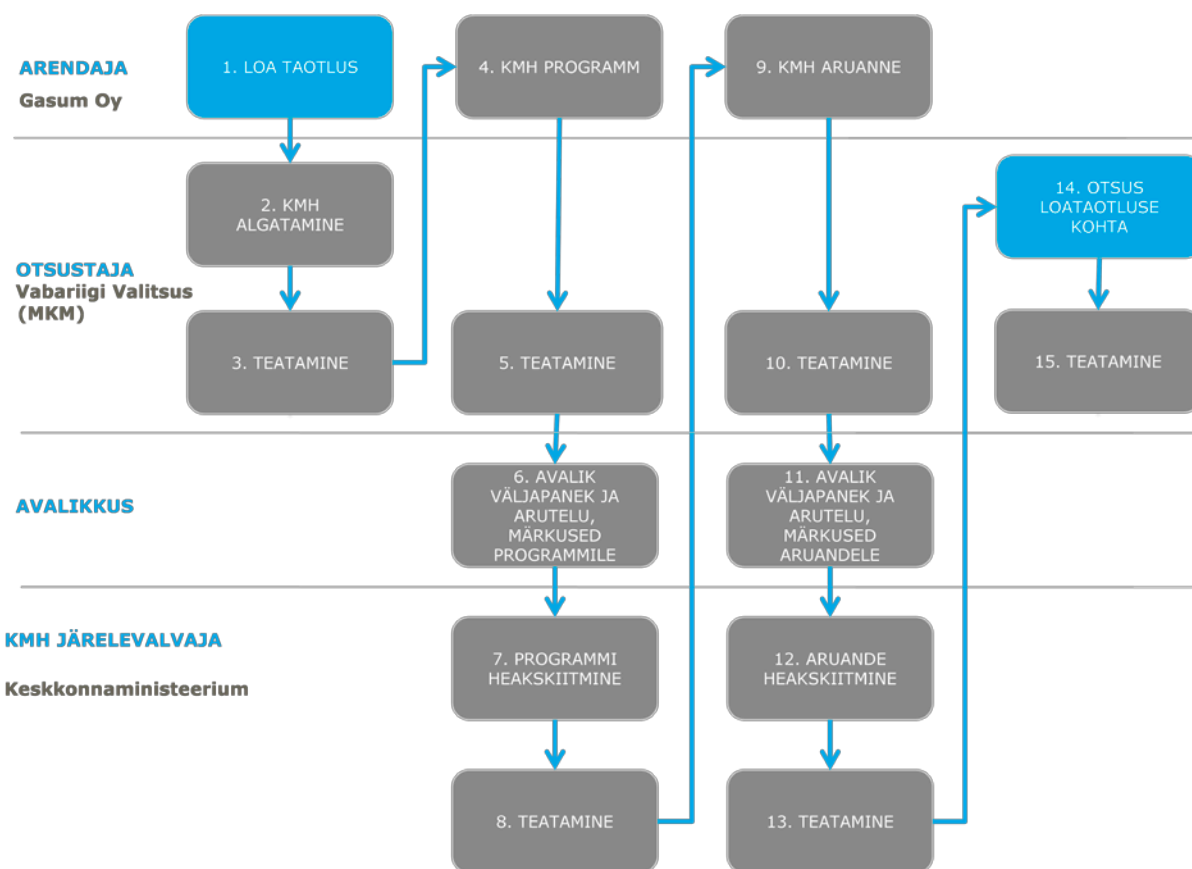 ARENDAJA
Gasum Oy
1. LOA TAOTLUS
4. KMH PROGRAMM
9. KMH ARUANNE
OTSUSTAJA
Vabariigi Valitsus
(MKM)
2. KMH
ALGATAMINE
14. OTSUS
LOATAOTLUSE
KOHTA
3. TEATAMINE
5. TEATAMINE
10. TEATAMINE
15. TEATAMINE
AVALIKKUS
6. AVALIK
VÄLJAPANEK JA
ARUTELU,
MÄRKUSED
PROGRAMMILE
11. AVALIK
VÄLJAPANEK JA
ARUTELU,
MÄRKUSED
ARUANDELE
KMH JÄRELEVALVAJA
Keskkonnaministeerium
7. PROGRAMMI
HEAKSKIITMINE
12. ARUANDE
HEAKSKIITMINE
8. TEATAMINE
13. TEATAMINE